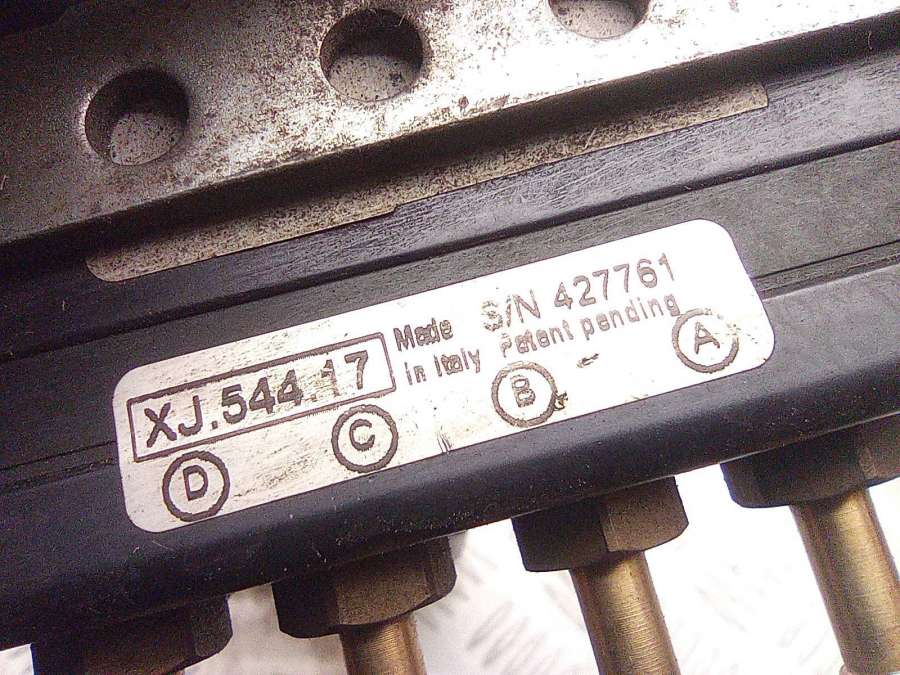 XJ.544.17
Made
in Italy
S/N 427761
Patent pending
D C B A